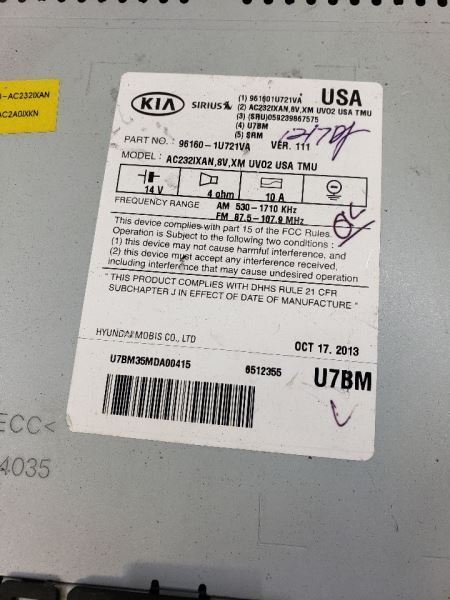 -AC232IXAN
AC2A0IXKN
KIA
SIRIUS
(1) 961601U721VA
(2) AC232IXAN,8V,XM UVO2 USA TMU
(3) (SRU)059239867575
(4) U7BM
(5) SRM
USA
PART NO. : 96160-1U721VA VER. 111
MODEL: AC232IXAN,8V,XM UVO2 USA TMU
14 V
4 ohm
10 A
FREQUENCY RANGE AM 530-1710 KHz
FM 87.5-107.9 MHz
This device complies with part 15 of the FCC Rules.
Operation is Subject to the following two conditions :
(1) this device may not cause harmful interference,
(2) this device must accept any interference received,
including interference that may cause undesired operation
"THIS PRODUCT COMPLIES WITH DHHS RULE 21 CFR
SUBCHAPTER J IN EFFECT OF DATE OF MANUFACTURE "
HYUNDAI MOBIS CO., LTD
OCT 17. 2013
U7BM35MDA00415
6512355
U7BM
ECC<
4035